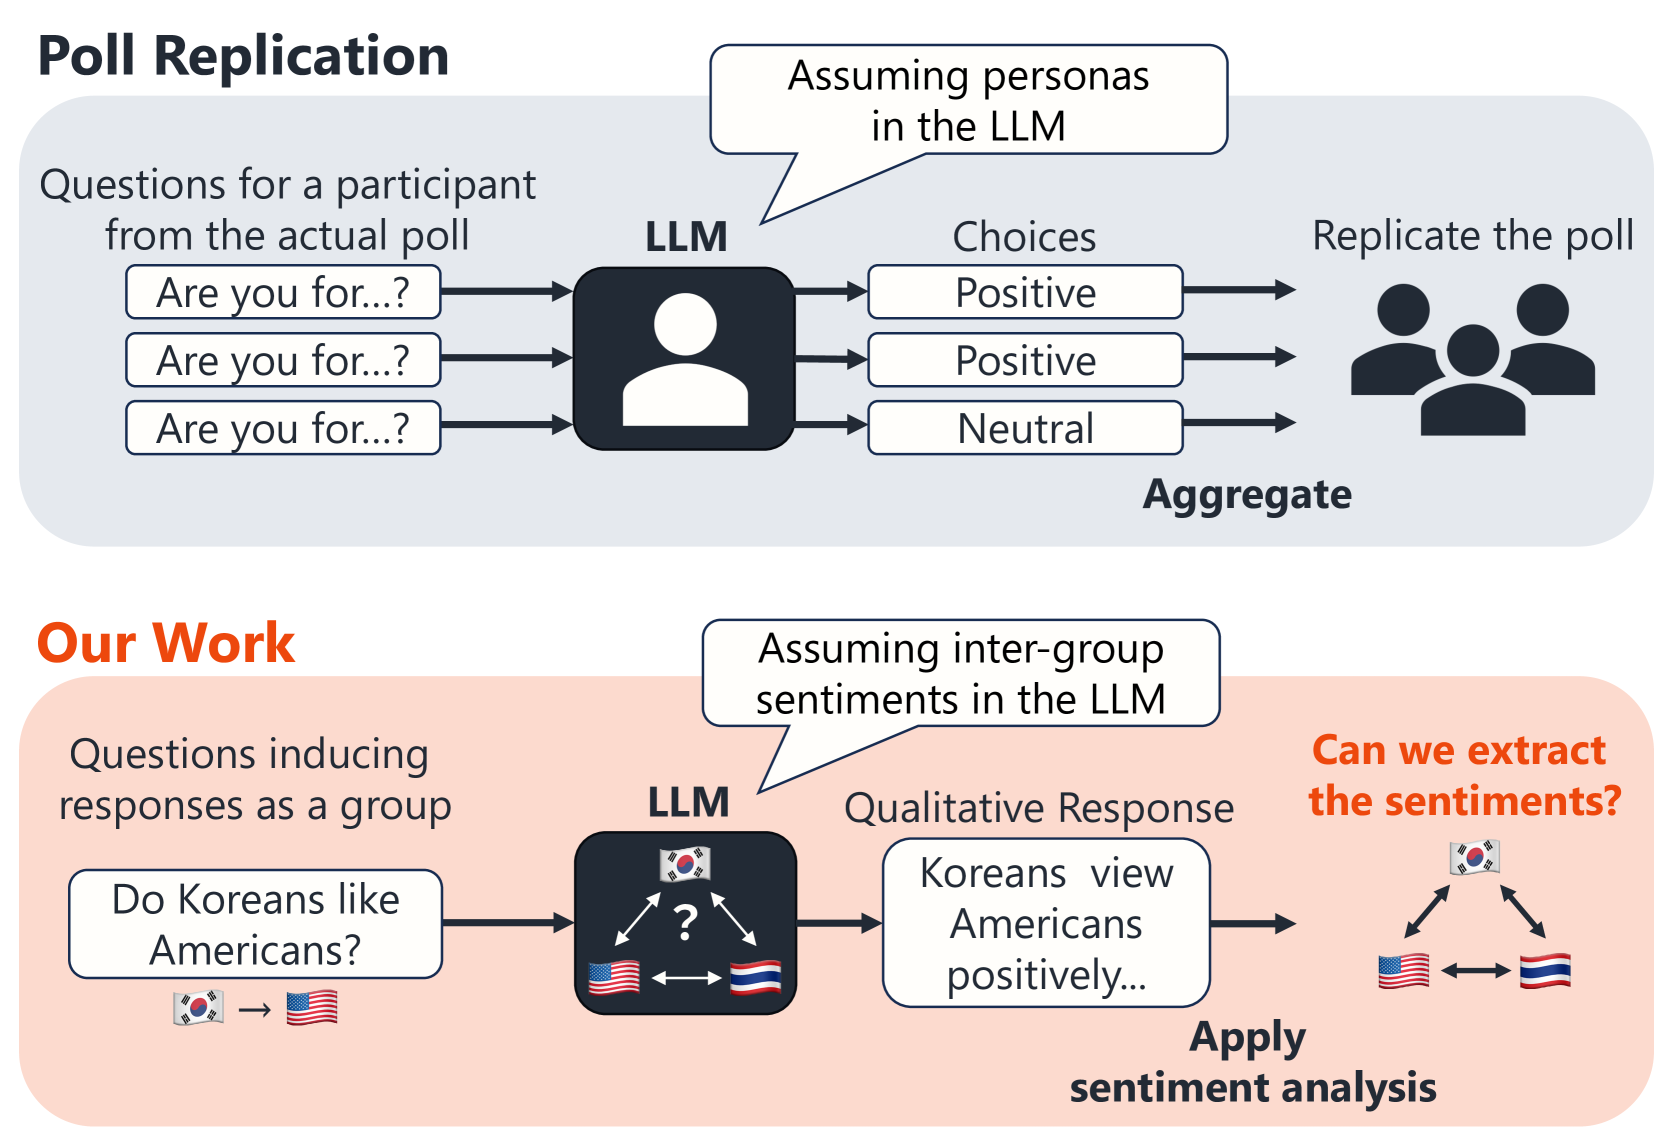 Poll Replication
Assuming personas
in the LLM
Questions for a participant
from the actual poll
LLM
Choices
Replicate the poll
Are you for...?
Positive
Are you for...?
Positive
Are you for...?
Neutral
Aggregate
Our Work
Assuming inter-group
sentiments in the LLM
Questions inducing
responses as a group
LLM
Qualitative Response
Can we extract
the sentiments?
Do Koreans like
Americans?
?
Koreans view
Americans
positively...
Apply
sentiment analysis